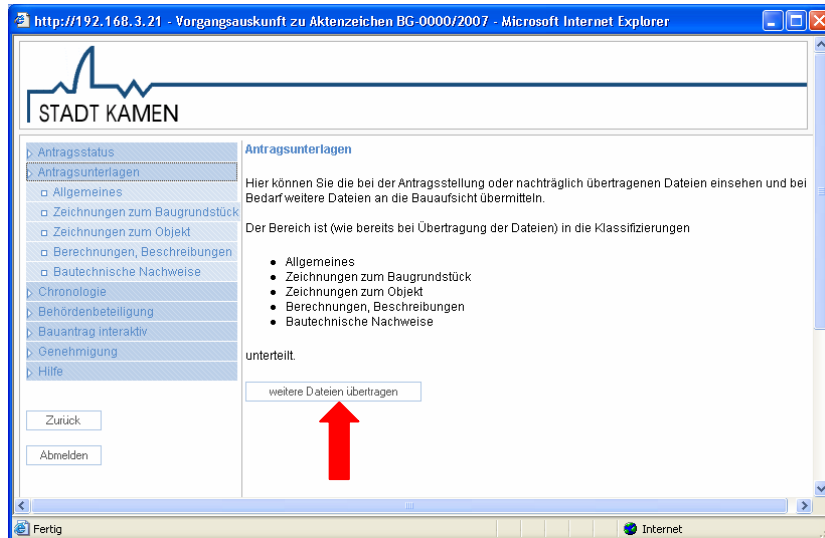 http://192.168.3.21 - Vorgangsauskunft zu Aktenzeichen BG-0000/2007 - Microsoft Internet Explorer
STADT KAMEN
Antragsstatus
Antragsunterlagen
Allgemeines
Zeichnungen zum Baugrundstück
Zeichnungen zum Objekt
Berechnungen, Beschreibungen
Bautechnische Nachweise
Chronologie
Behördenbeteiligung
Bauantrag interaktiv
Genehmigung
Hilfe
Zurück
Abmelden
Antragsunterlagen
Hier können Sie die bei der Antragsstellung oder nachträglich übertragenen Dateien einsehen und bei
Bedarf weitere Dateien an die Bauaufsicht übermitteln.
Der Bereich ist (wie bereits bei Übertragung der Dateien) in die Klassifizierungen
Allgemeines
Zeichnungen zum Baugrundstück
Zeichnungen zum Objekt
Berechnungen, Beschreibungen
Bautechnische Nachweise
unterteilt.
weitere Dateien übertragen
Fertig
Internet